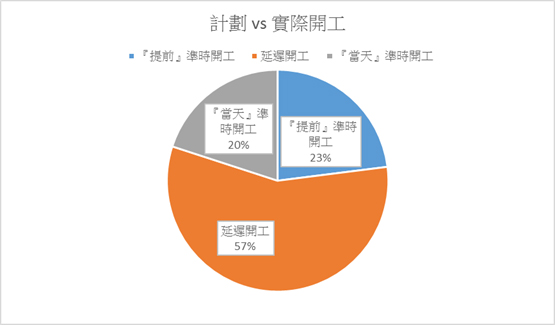 計劃 vs 實際開工
『提前』準時開工 延遲開工 『當天』準時開工
『當天』準
時開工
20%
『提前』準時
開工
23%
延遲開工
57%